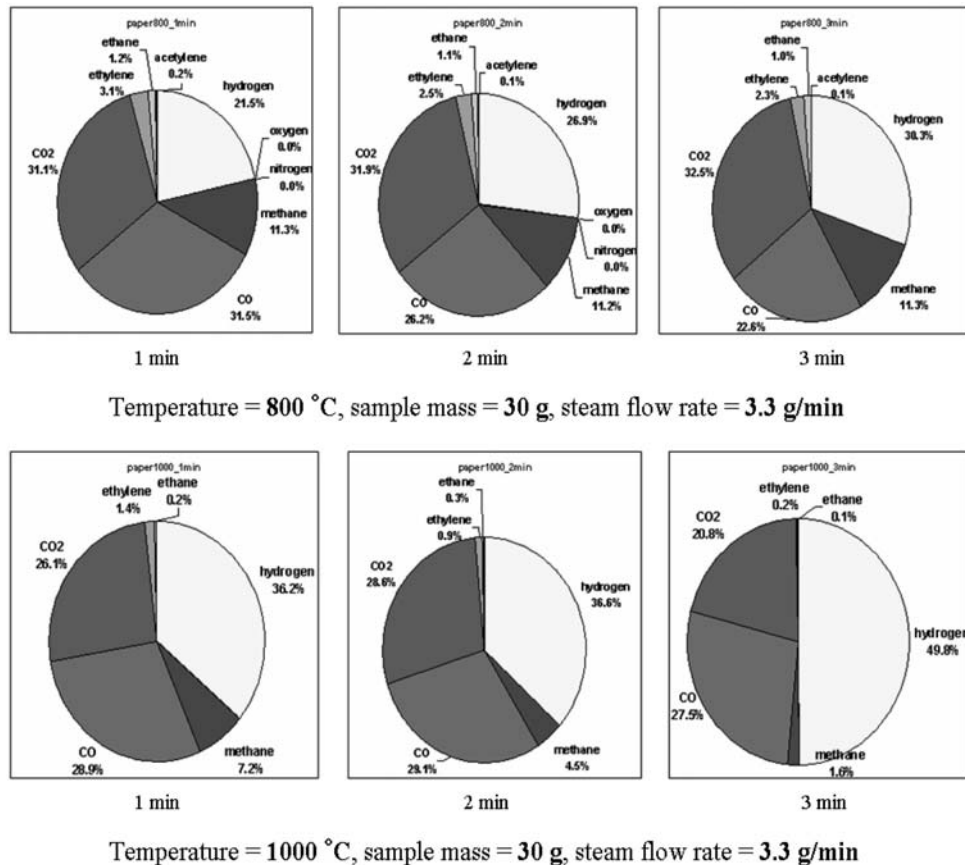 paper800_1min
ethane
1.2%
acetylene
0.2%
ethylene
3.1%
hydrogen
21.5%
oxygen
0.0%
nitrogen
0.0%
CO2
31.1%
methane
11.3%
CO
31.5%
1 min
paper800_2min
ethane
1.1%
acetylene
0.1%
ethylene
2.5%
hydrogen
26.9%
CO2
31.9%
oxygen
0.0%
nitrogen
0.0%
methane
11.2%
CO
26.2%
2 min
paper800_3min
ethane
1.0%
acetylene
0.1%
ethylene
2.3%
hydrogen
30.3%
CO2
32.5%
methane
11.3%
CO
22.6%
3 min
Temperature = 800 °C, sample mass = 30 g, steam flow rate = 3.3 g/min
paper1000_1min
ethane
0.2%
ethylene
1.4%
CO2
26.1%
hydrogen
36.2%
CO
28.9%
methane
7.2%
1 min
paper1000_2min
ethane
0.3%
ethylene
0.9%
CO2
28.6%
hydrogen
36.6%
CO
29.1%
methane
4.5%
2 min
paper1000_3min
ethylene
0.2%
ethane
0.1%
CO2
20.8%
hydrogen
49.8%
CO
27.5%
methane
1.6%
3 min
Temperature = 1000 °C, sample mass = 30 g, steam flow rate = 3.3 g/min